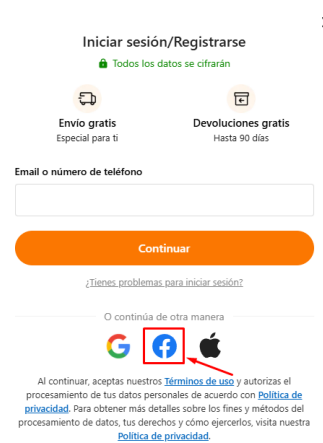 Iniciar sesión/Registrarse
Todos los datos se cifrarán
Envío gratis
Especial para ti
Devoluciones gratis
Hasta 90 días
Email o número de teléfono
Continuar
¿Tienes problemas para iniciar sesión?
O continúa de otra manera
Al continuar, aceptas nuestros Términos de uso y autorizas el
procesamiento de tus datos personales de acuerdo con Política de
privacidad. Para obtener más detalles sobre los fines y métodos del
procesamiento de datos, tus derechos y cómo ejercerlos, visita nuestra
Política de privacidad.